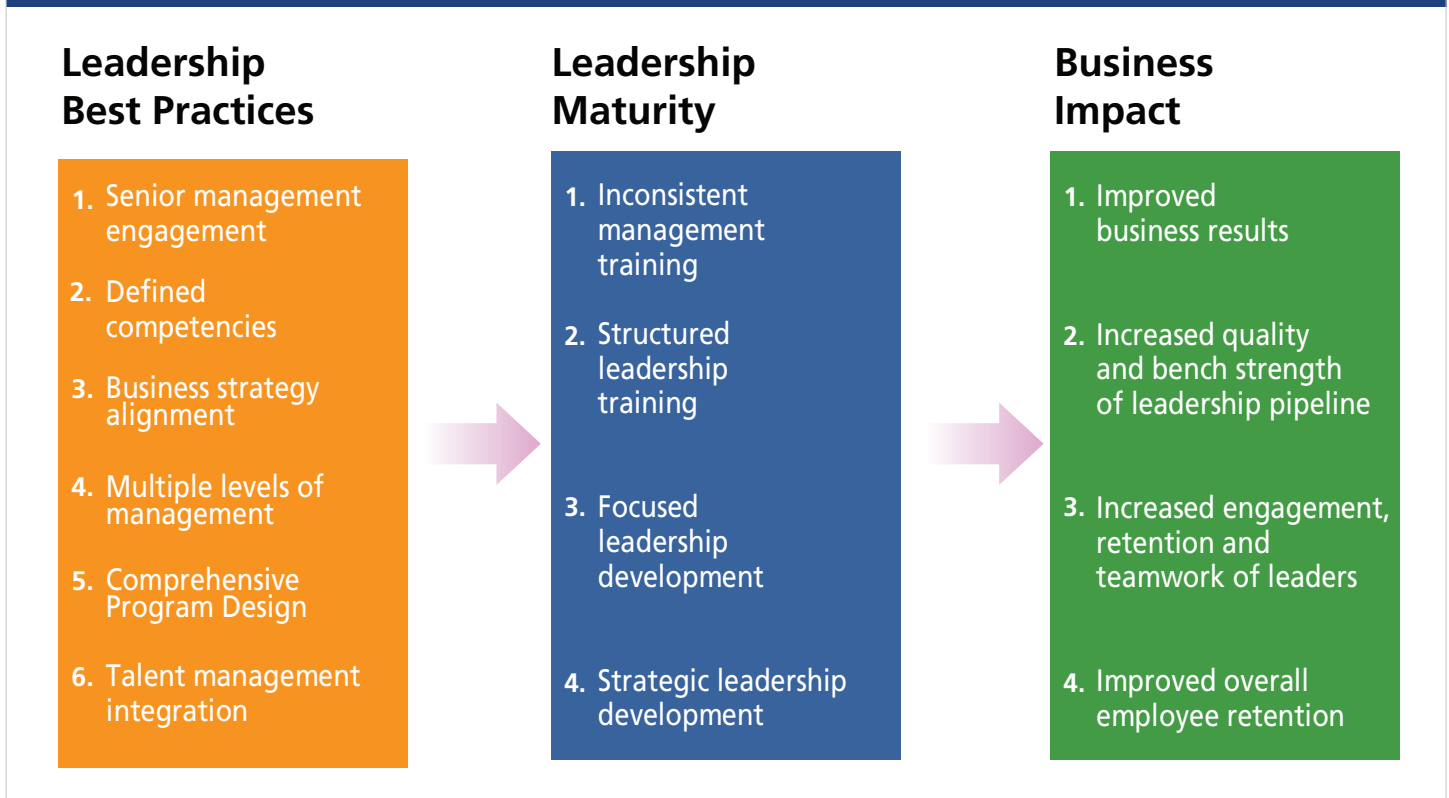 Leadership
Best Practices
1. Senior management
engagement
2. Defined
competencies
3. Business strategy
alignment
4. Multiple levels of
management
5. Comprehensive
Program Design
6. Talent management
integration
Leadership
Maturity
1. Inconsistent
management
training
2. Structured
leadership
training
3. Focused
leadership
development
4. Strategic leadership
development
Business
Impact
1. Improved
business results
2. Increased quality
and bench strength
of leadership pipeline
3. Increased engagement,
retention and
teamwork of leaders
4. Improved overall
employee retention